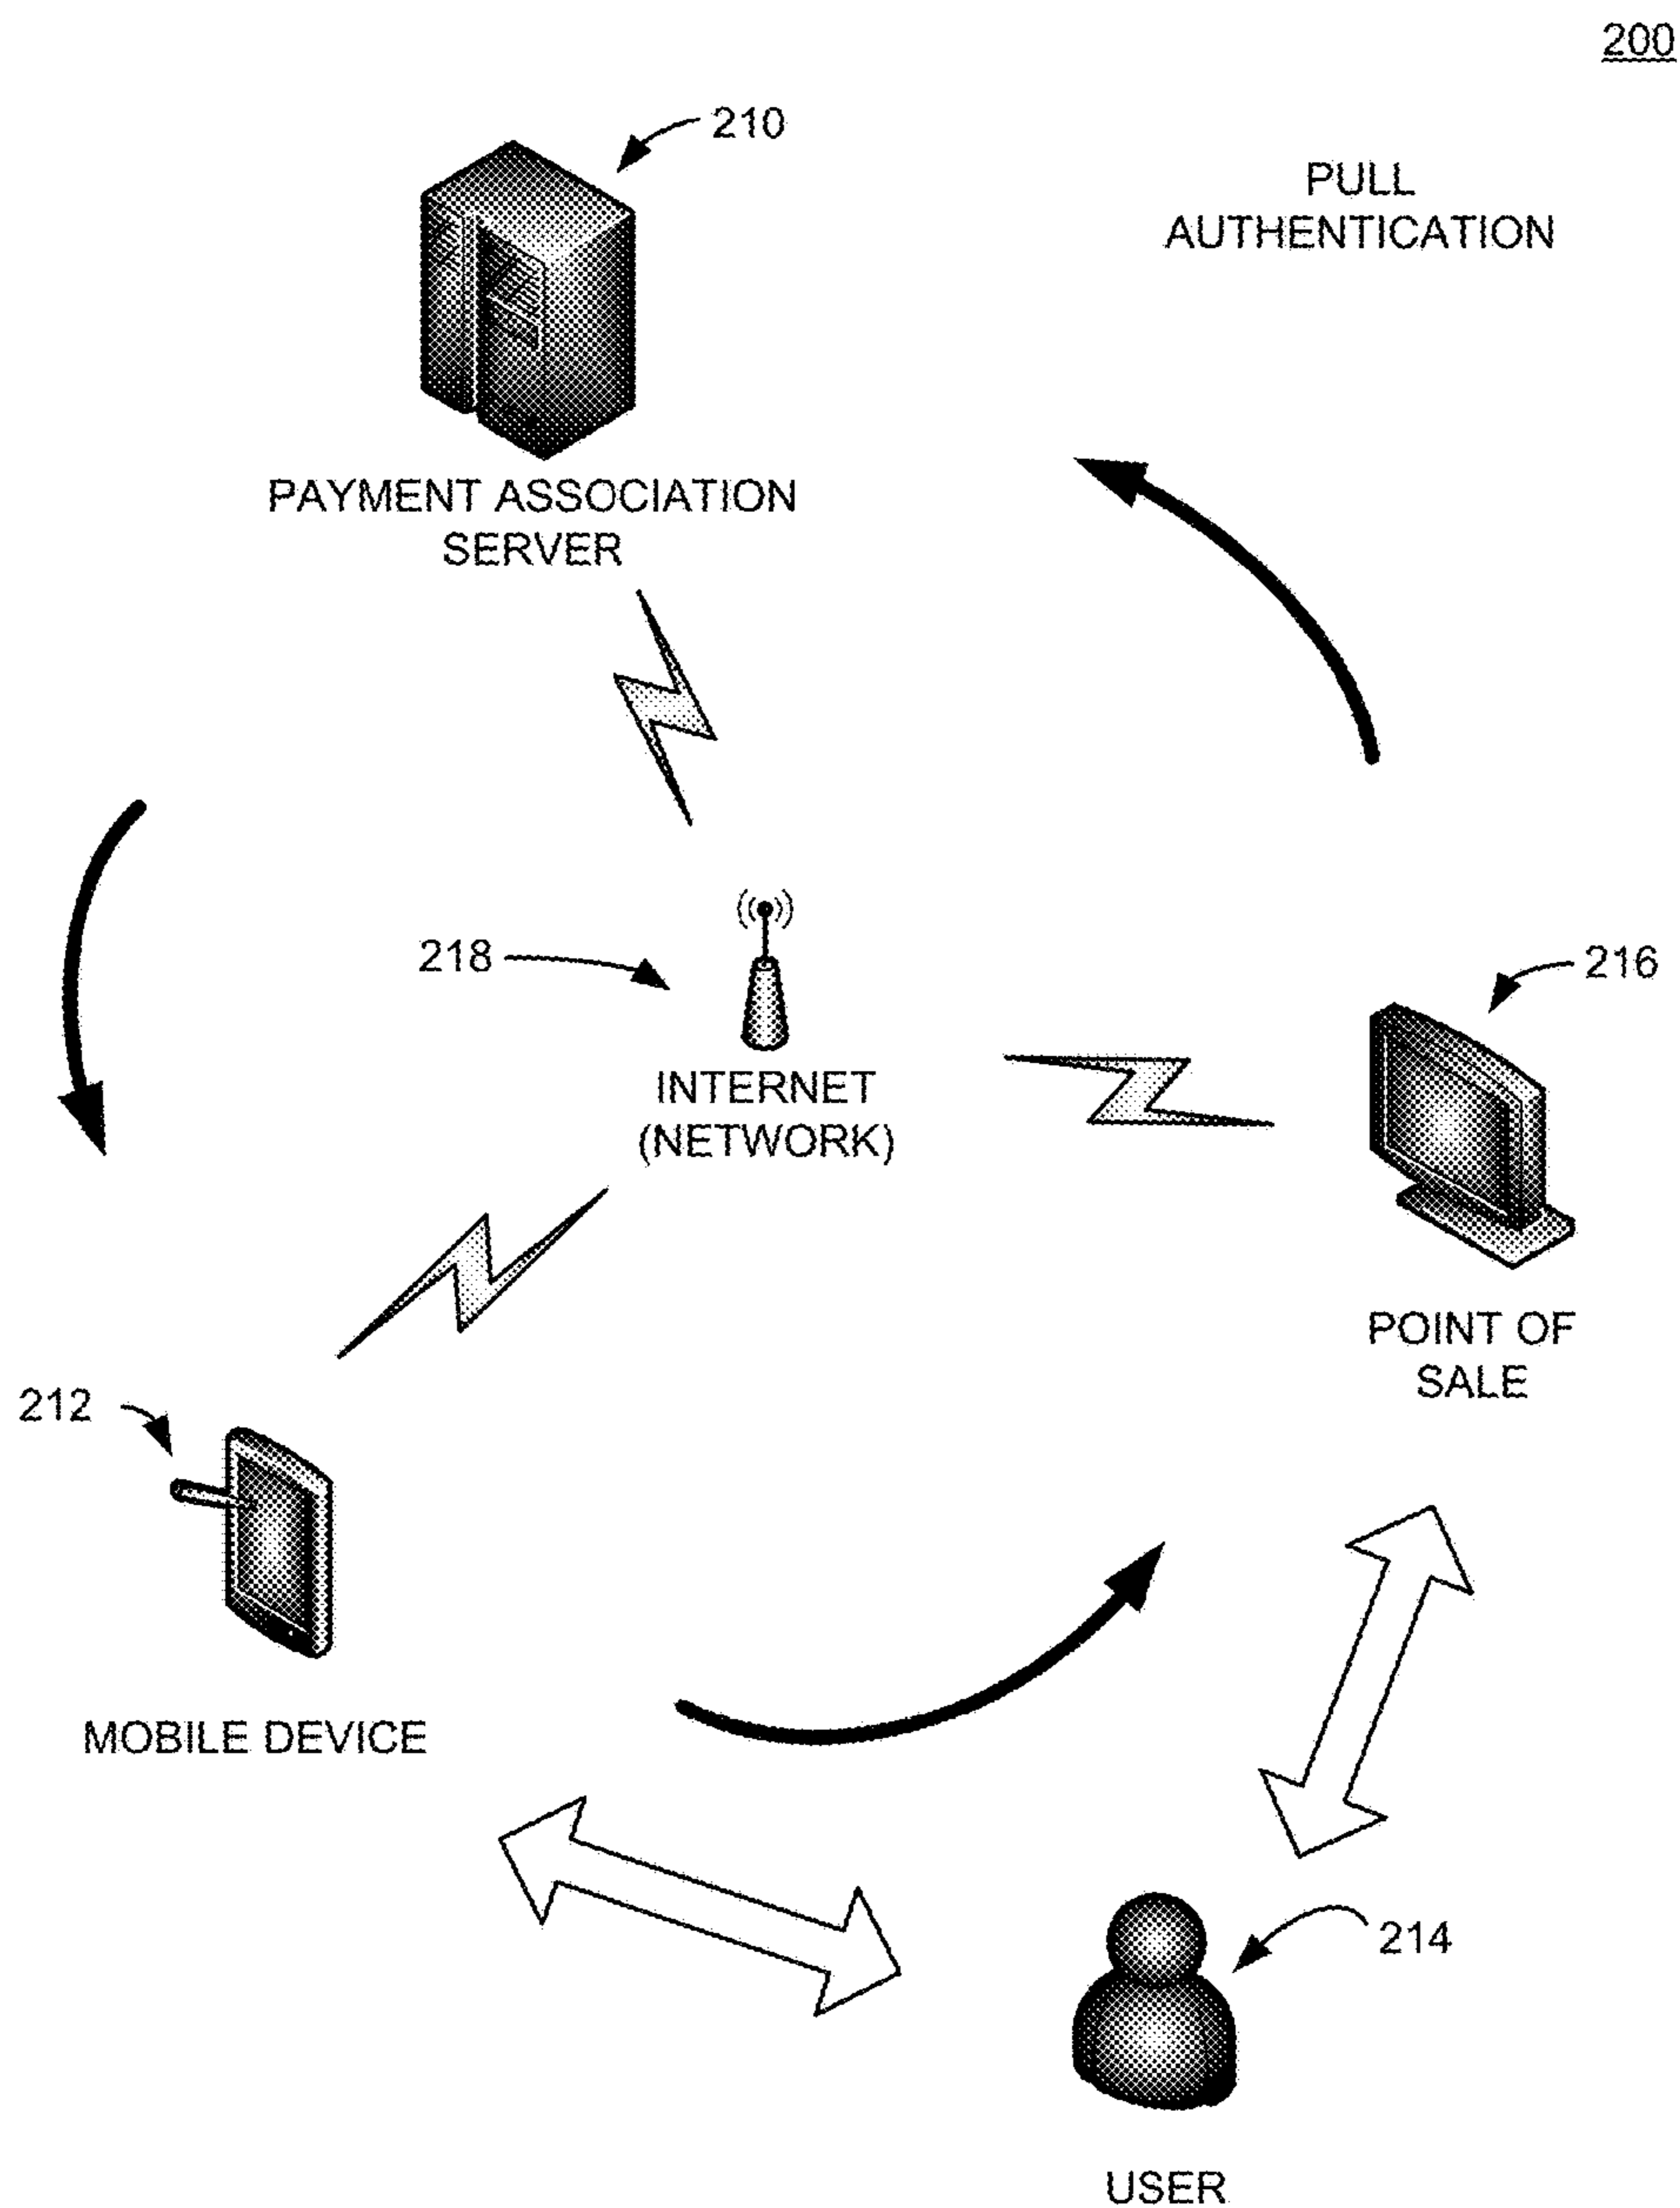 200
210
PULL
AUTHENTICATION
PAYMENT ASSOCIATION
SERVER
218
216
INTERNET
(NETWORK)
POINT OF
SALE
212
MOBILE DEVICE
214
USER